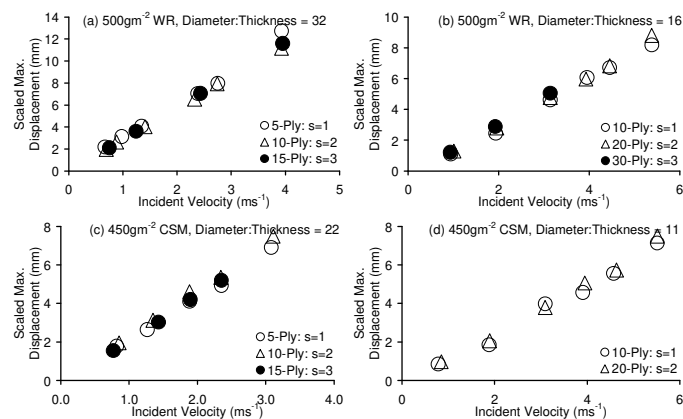 (a) 500gm⁻² WR, Diameter:Thickness = 32
Scaled Max.
Displacement (mm)
14
12
10
8
6
4
2
0
5-Ply: s=1
10-Ply: s=2
15-Ply: s=3
0 1 2 3 4 5
Incident Velocity (ms⁻¹)
(b) 500gm⁻² WR, Diameter:Thickness = 16
Scaled Max.
Displacement (mm)
10
8
6
4
2
0
10-Ply: s=1
20-Ply: s=2
30-Ply: s=3
0 2 4 6
Incident Velocity (ms⁻¹)
(c) 450gm⁻² CSM, Diameter:Thickness = 22
Scaled Max.
Displacement (mm)
8
6
4
2
0
5-Ply: s=1
10-Ply: s=2
15-Ply: s=3
0.0 1.0 2.0 3.0 4.0
Incident Velocity (ms⁻¹)
(d) 450gm⁻² CSM, Diameter:Thickness = 11
Scaled Max.
Displacement (mm)
8
6
4
2
0
10-Ply: s=1
20-Ply: s=2
0 2 4 6
Incident Velocity (ms⁻¹)